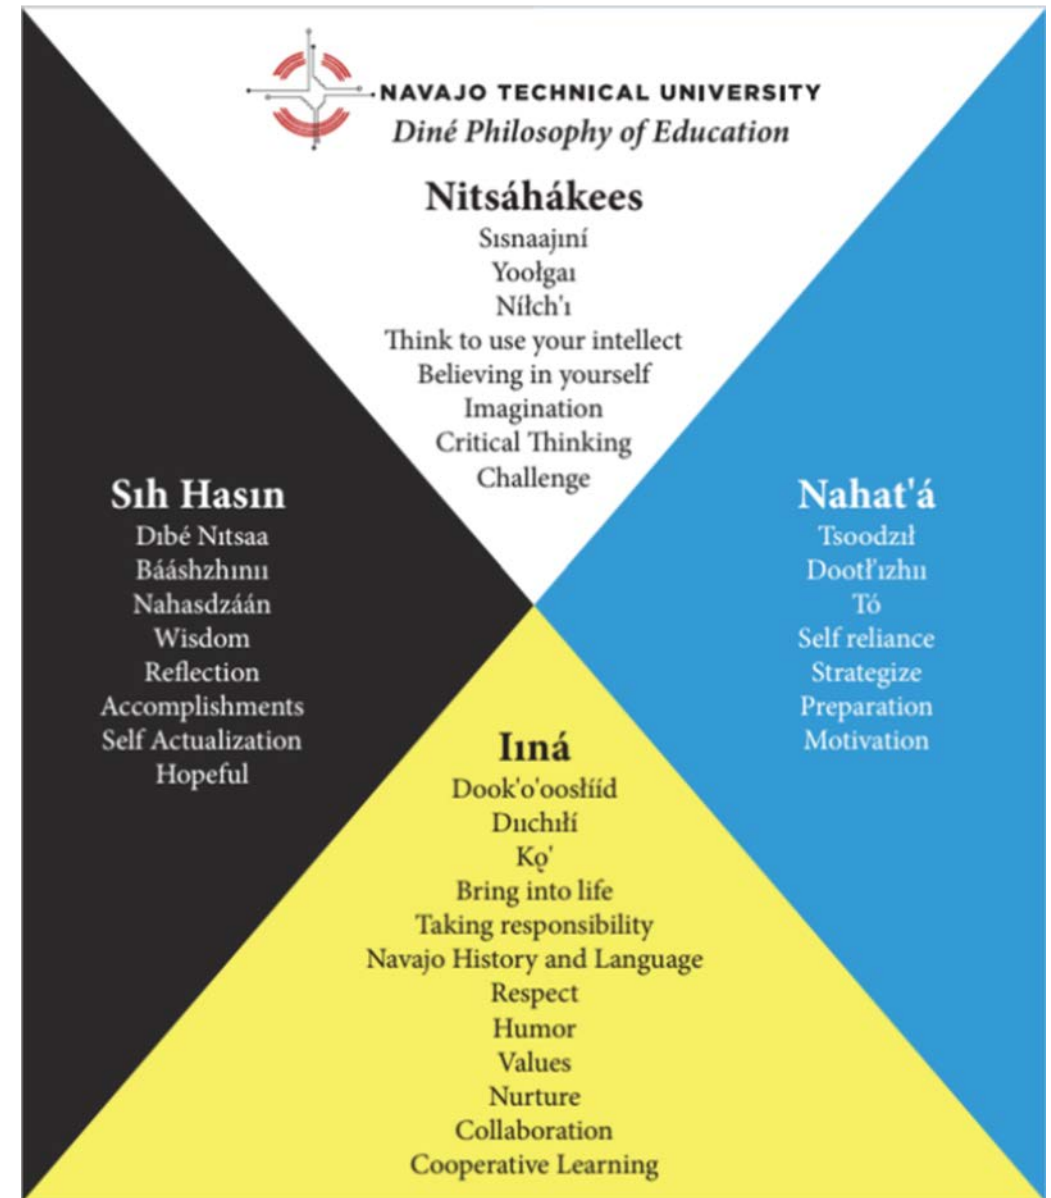 NAVAJO TECHNICAL UNIVERSITY
Diné Philosophy of Education
Nitsáhákees
Sısnaajıní
Yoołgaı
Níłch'ı
Think to use your intellect
Believing in yourself
Imagination
Critical Thinking
Challenge
Sıh Hasın
Dıbé Nıtsaa
Bááshzhınıı
Nahasdzáán
Wisdom
Reflection
Accomplishments
Self Actualization
Hopeful
Nahat'á
Tsoodzıł
Dootł'ızhıı
Tó
Self reliance
Strategize
Preparation
Motivation
Iıná
Dook'o'oosłííd
Dııchıłí
Kǫ'
Bring into life
Taking responsibility
Navajo History and Language
Respect
Humor
Values
Nurture
Collaboration
Cooperative Learning